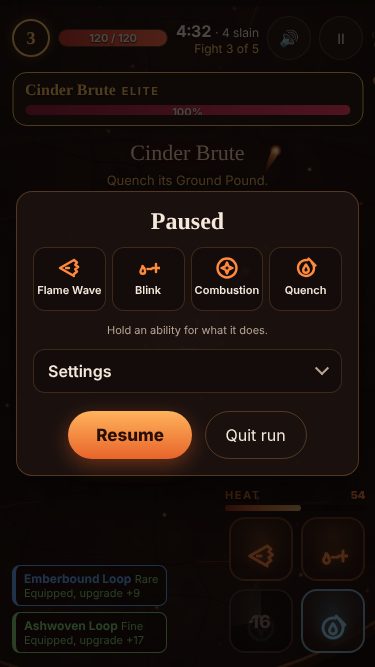 3
120 / 120
4:32 · 4 slain
Fight 3 of 5
Cinder Brute ELITE
100%
Cinder Brute
Quench its Ground Pound.
Paused
Flame Wave
Blink
Combustion
Quench
Hold an ability for what it does.
Settings
Resume
Quit run
HEAT
54
Emberbound Loop Rare
Equipped, upgrade +9
16
Ashwoven Loop Fine
Equipped, upgrade +17